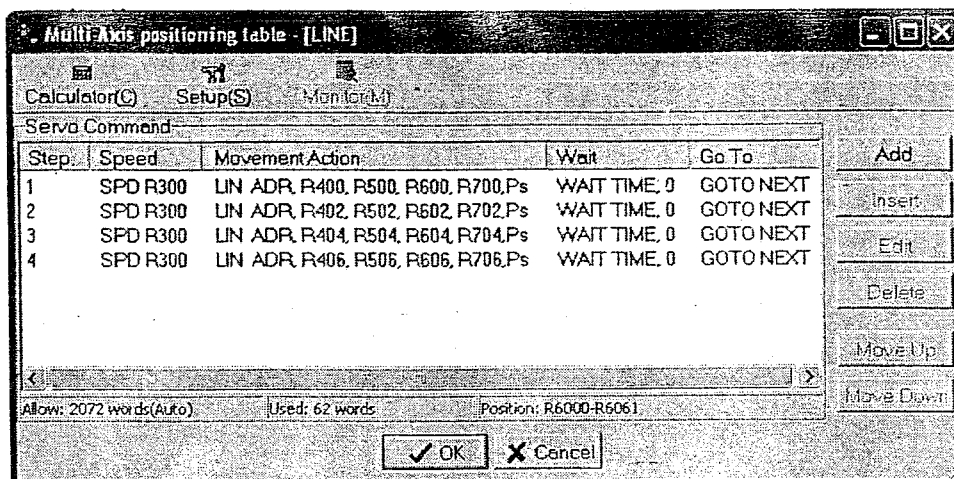 Multi-Axis positioning table - [LINE]
Calculator(C) Setup(S) Monitor(M)
Servo Command
Step. Speed Movement Action Wait Go To
1 SPD R300 LIN ADR, R400, R500, R600, R700,Ps WAIT TIME, 0 GOTO NEXT
2 SPD R300 LIN ADR, R402, R502, R602, R702,Ps WAIT TIME, 0 GOTO NEXT
3 SPD R300 LIN ADR, R404, R504, R604, R704,Ps WAIT TIME, 0 GOTO NEXT
4 SPD R300 LIN ADR, R406, R506, R606, R706,Ps WAIT TIME, 0 GOTO NEXT
Add
Insert
Edit
Delete
Move Up
Move Down
Allow: 2072 words(Auto) Used: 62 words Position: R6000-R6061
OK Cancel